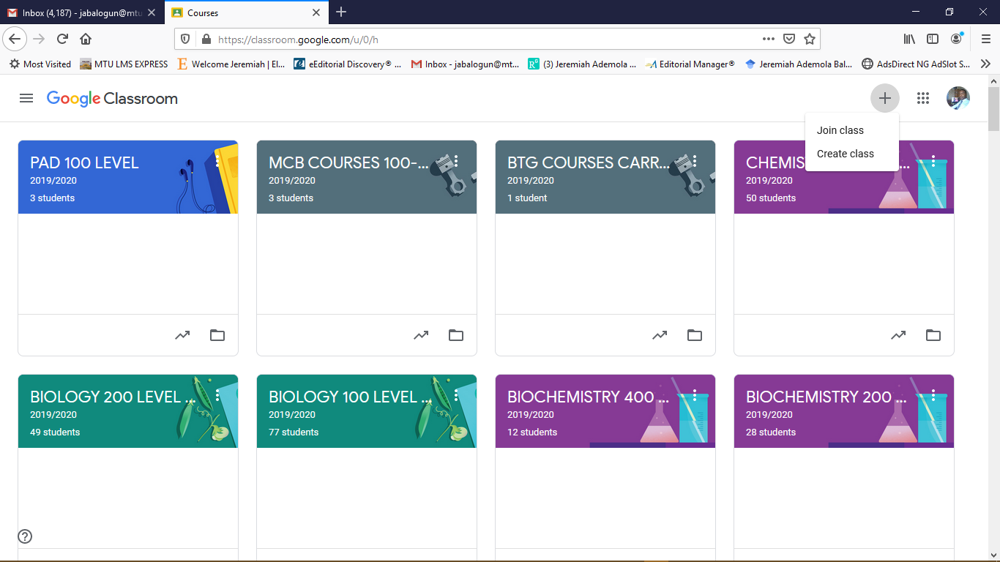 Inbox (4,187) - jabalogun@mtu
Courses
https://classroom.google.com/u/0/h
Most Visited
MTU LMS EXPRESS
Welcome Jeremiah | El...
eEditorial Discovery® ...
Inbox - jabalogun@mt...
(3) Jeremiah Ademola ...
Editorial Manager®
Jeremiah Ademola Bal...
AdsDirect NG AdSlot S...
Google Classroom
Join class
Create class
PAD 100 LEVEL
2019/2020
3 students
MCB COURSES 100-...
2019/2020
3 students
BTG COURSES CARR...
2019/2020
1 student
CHEMIS...
2019/2020
50 students
BIOLOGY 200 LEVEL ...
2019/2020
49 students
BIOLOGY 100 LEVEL ...
2019/2020
77 students
BIOCHEMISTRY 400 ...
2019/2020
12 students
BIOCHEMISTRY 200 ...
2019/2020
28 students